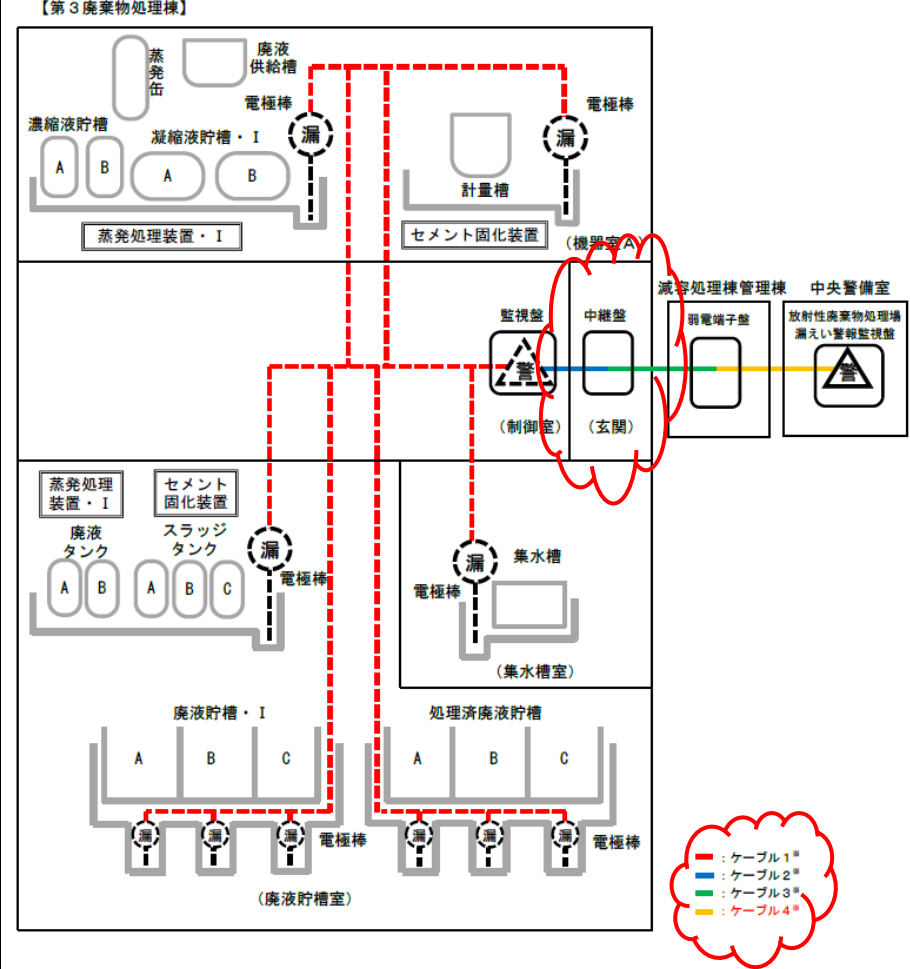 【第３廃棄物処理棟】
蒸発缶
廃液
供給槽
電極棒
電極棒
濃縮液貯槽
凝縮液貯槽・Ⅰ
漏
漏
A
B
A
B
計量槽
蒸発処理装置・Ⅰ
セメント固化装置
（機器室A）
減容処理棟管理棟
中央警備室
監視盤
中継盤
弱電端子盤
放射性廃棄物処理場
漏えい警報監視盤
警
警
（制御室）
（玄関）
蒸発処理
装置・Ⅰ
セメント
固化装置
廃液
タンク
スラッジ
タンク
漏
電極棒
A
B
A
B
C
漏
集水槽
電極棒
（集水槽室）
廃液貯槽・Ⅰ
処理済廃液貯槽
A
B
C
A
B
C
漏
漏
漏
電極棒
漏
漏
漏
電極棒
（廃液貯槽室）
：ケーブル１※
：ケーブル２※
：ケーブル３※
：ケーブル４※